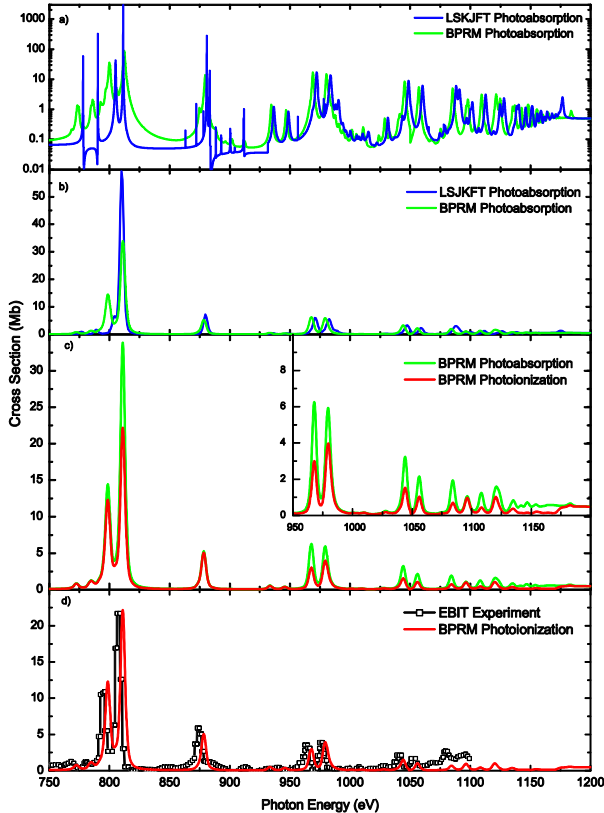 1000
100
10
1
0.1
0.01
a)
LSKJFT Photoabsorption
BPRM Photoabsorption
50
40
30
20
10
0
b)
LSJKFT Photoabsorption
BPRM Photoabsorption
Cross Section (Mb)
30
25
20
15
10
5
0
c)
8
6
4
2
0
BPRM Photoabsorption
BPRM Photoionization
950 1000 1050 1100 1150
20
15
10
5
0
d)
EBIT Experiment
BPRM Photoionization
750 800 850 900 950 1000 1050 1100 1150 1200
Photon Energy (eV)